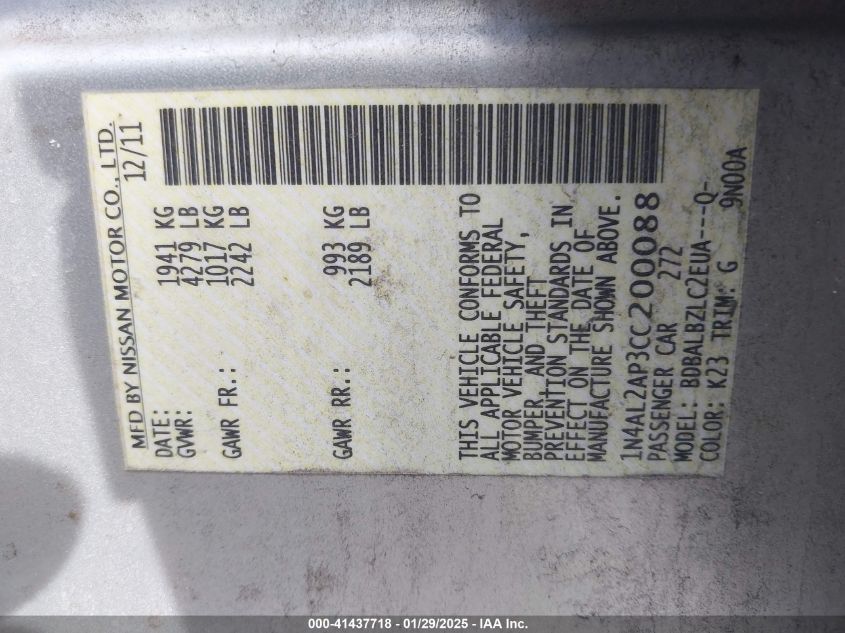 MFD BY NISSAN MOTOR CO., LTD.
DATE: 12/11
GVWR: 1941 KG
4279 LB
GAWR FR.: 1017 KG
2242 LB
GAWR RR.: 993 KG
2189 LB
THIS VEHICLE CONFORMS TO
ALL APPLICABLE FEDERAL
MOTOR VEHICLE SAFETY,
BUMPER, AND THEFT
PREVENTION STANDARDS IN
EFFECT ON THE DATE OF
MANUFACTURE SHOWN ABOVE.
1N4AL2AP3CC200088
PASSENGER CAR 272
MODEL: BDBALBZLC2EUA---Q-
COLOR: K23 TRIM: G 9N00A
000-41437718 - 01/29/2025 - IAA Inc.